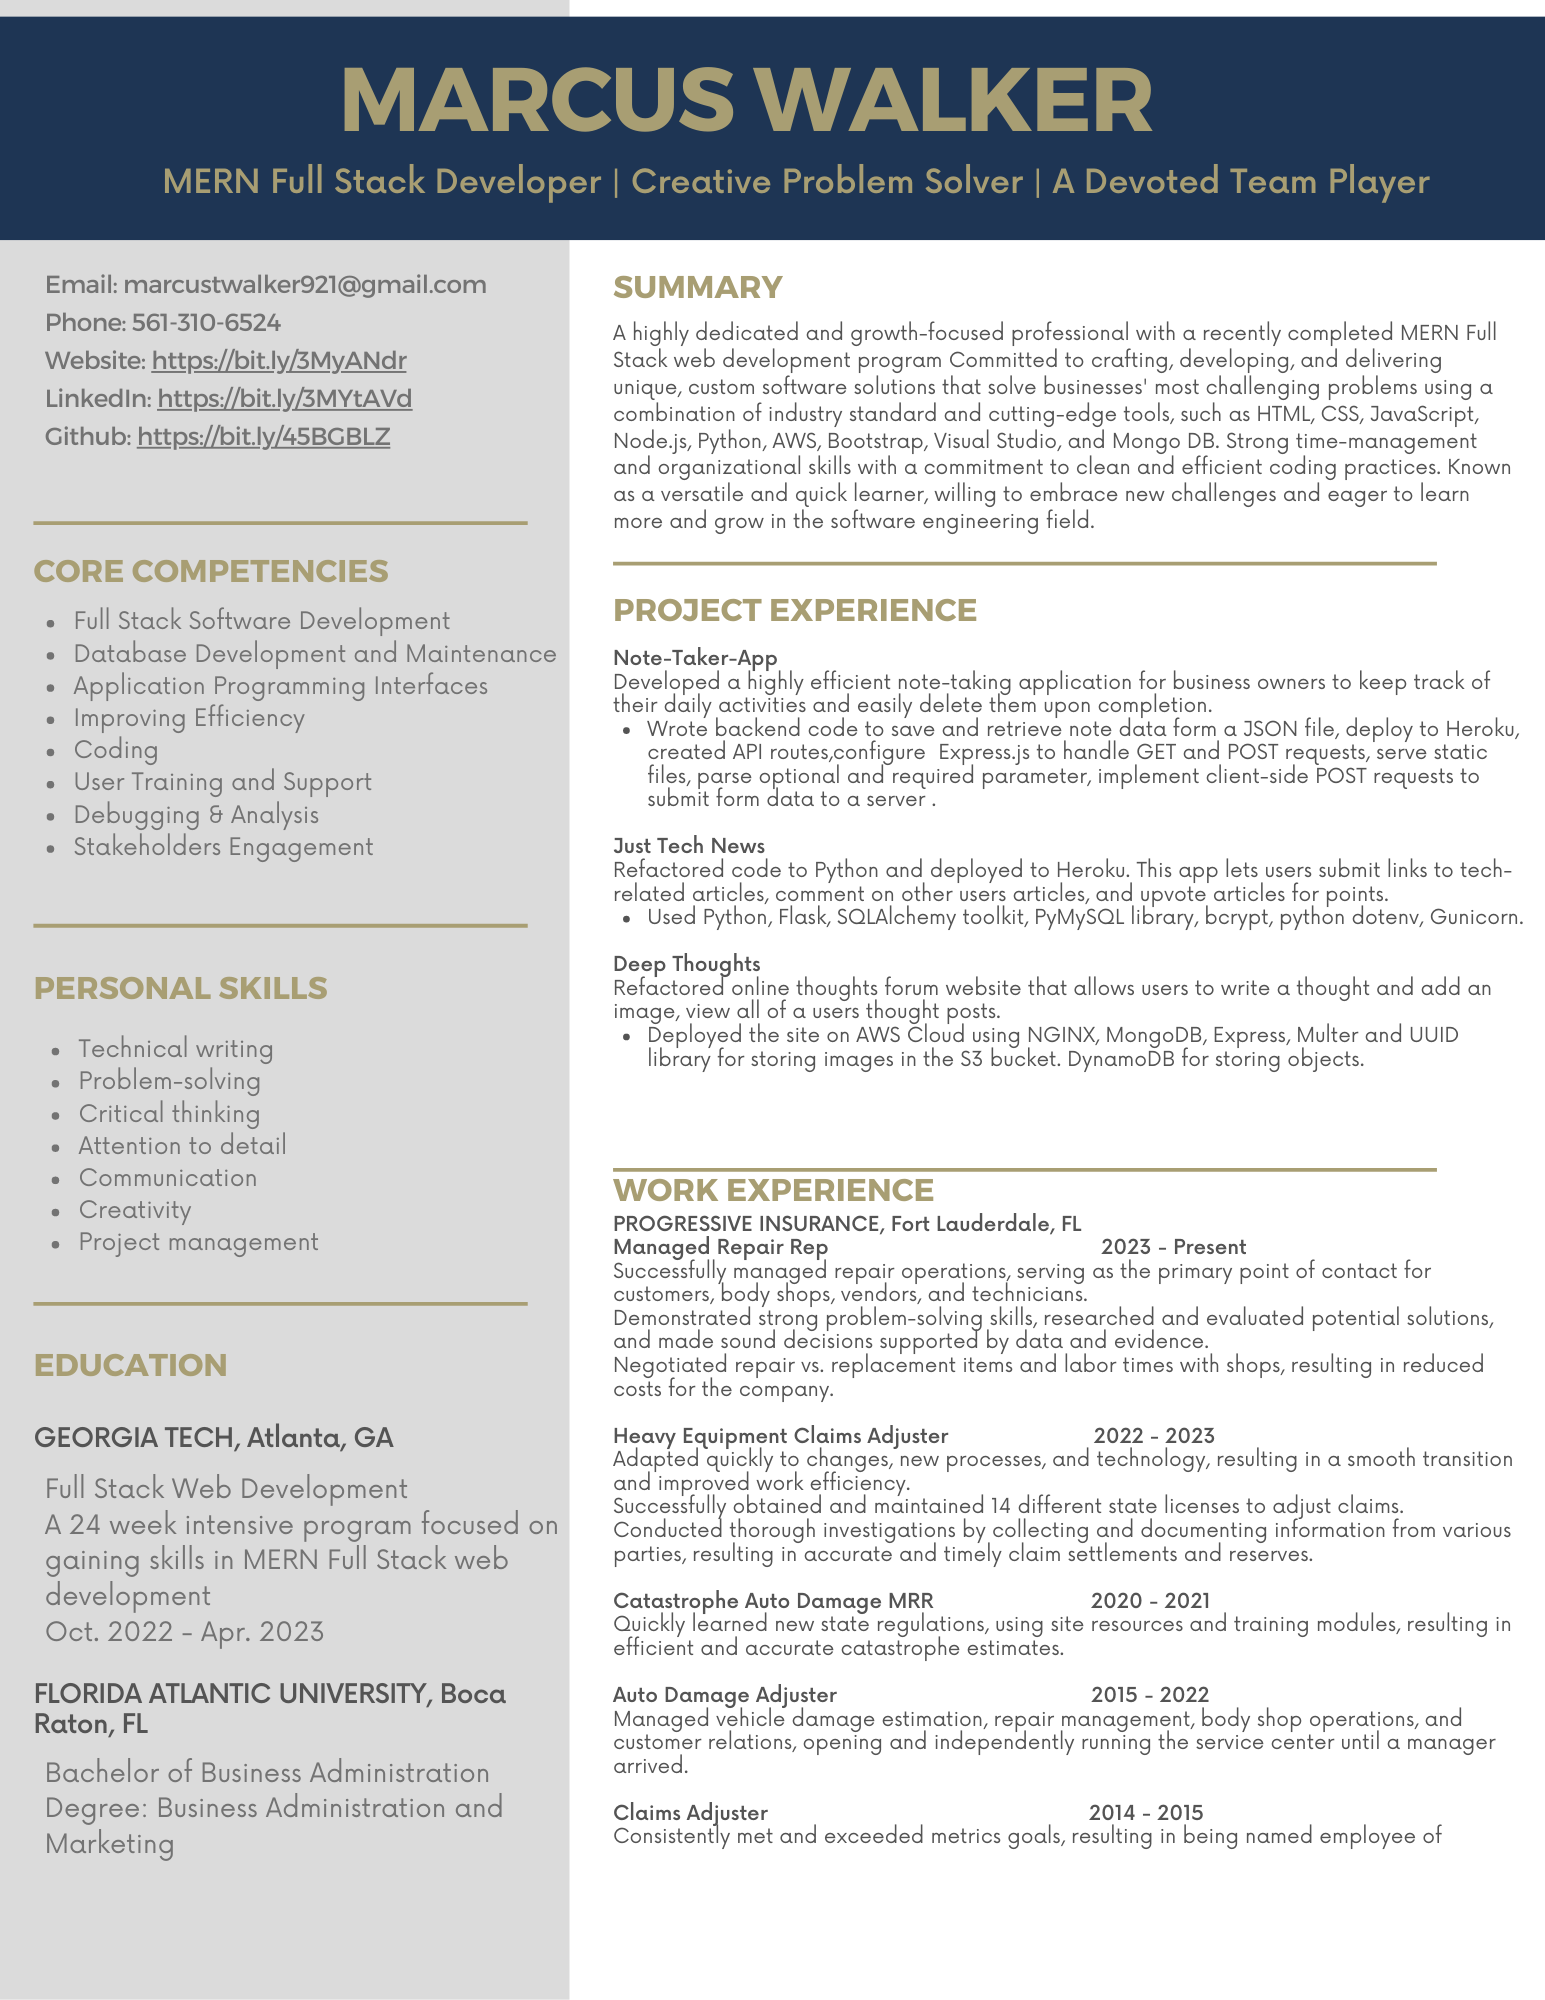 MARCUS WALKER
MERN Full Stack Developer | Creative Problem Solver | A Devoted Team Player
Email: marcustwalker921@gmail.com
Phone: 561-310-6524
Website: https://bit.ly/3MyANdr
LinkedIn: https://bit.ly/3MYtAVd
Github: https://bit.ly/45BGBLZ
CORE COMPETENCIES
• Full Stack Software Development
• Database Development and Maintenance
• Application Programming Interfaces
• Improving Efficiency
• Coding
• User Training and Support
• Debugging & Analysis
• Stakeholders Engagement
PERSONAL SKILLS
• Technical writing
• Problem-solving
• Critical thinking
• Attention to detail
• Communication
• Creativity
• Project management
EDUCATION
GEORGIA TECH, Atlanta, GA
Full Stack Web Development
A 24 week intensive program focused on
gaining skills in MERN Full Stack web
development
Oct. 2022 - Apr. 2023
FLORIDA ATLANTIC UNIVERSITY, Boca
Raton, FL
Bachelor of Business Administration
Degree: Business Administration and
Marketing
SUMMARY
A highly dedicated and growth-focused professional with a recently completed MERN Full
Stack web development program Committed to crafting, developing, and delivering
unique, custom software solutions that solve businesses' most challenging problems using a
combination of industry standard and cutting-edge tools, such as HTML, CSS, JavaScript,
Node.js, Python, AWS, Bootstrap, Visual Studio, and Mongo DB. Strong time-management
and organizational skills with a commitment to clean and efficient coding practices. Known
as a versatile and quick learner, willing to embrace new challenges and eager to learn
more and grow in the software engineering field.
PROJECT EXPERIENCE
Note-Taker-App
Developed a highly efficient note-taking application for business owners to keep track of
their daily activities and easily delete them upon completion.
• Wrote backend code to save and retrieve note data form a JSON file, deploy to Heroku,
created API routes,configure  Express.js to handle GET and POST requests, serve static
files, parse optional and required parameter, implement client-side POST requests to
submit form data to a server .
Just Tech News
Refactored code to Python and deployed to Heroku. This app lets users submit links to tech-
related articles, comment on other users articles, and upvote articles for points.
• Used Python, Flask, SQLAlchemy toolkit, PyMySQL library, bcrypt, python dotenv, Gunicorn.
Deep Thoughts
Refactored online thoughts forum website that allows users to write a thought and add an
image, view all of a users thought posts.
• Deployed the site on AWS Cloud using NGINX, MongoDB, Express, Multer and UUID
library for storing images in the S3 bucket. DynamoDB for storing objects.
WORK EXPERIENCE
PROGRESSIVE INSURANCE, Fort Lauderdale, FL
Managed Repair Rep 2023 - Present
Successfully managed repair operations, serving as the primary point of contact for
customers, body shops, vendors, and technicians.
Demonstrated strong problem-solving skills, researched and evaluated potential solutions,
and made sound decisions supported by data and evidence.
Negotiated repair vs. replacement items and labor times with shops, resulting in reduced
costs for the company.
Heavy Equipment Claims Adjuster 2022 - 2023
Adapted quickly to changes, new processes, and technology, resulting in a smooth transition
and improved work efficiency.
Successfully obtained and maintained 14 different state licenses to adjust claims.
Conducted thorough investigations by collecting and documenting information from various
parties, resulting in accurate and timely claim settlements and reserves.
Catastrophe Auto Damage MRR 2020 - 2021
Quickly learned new state regulations, using site resources and training modules, resulting in
efficient and accurate catastrophe estimates.
Auto Damage Adjuster 2015 - 2022
Managed vehicle damage estimation, repair management, body shop operations, and
customer relations, opening and independently running the service center until a manager
arrived.
Claims Adjuster 2014 - 2015
Consistently met and exceeded metrics goals, resulting in being named employee of